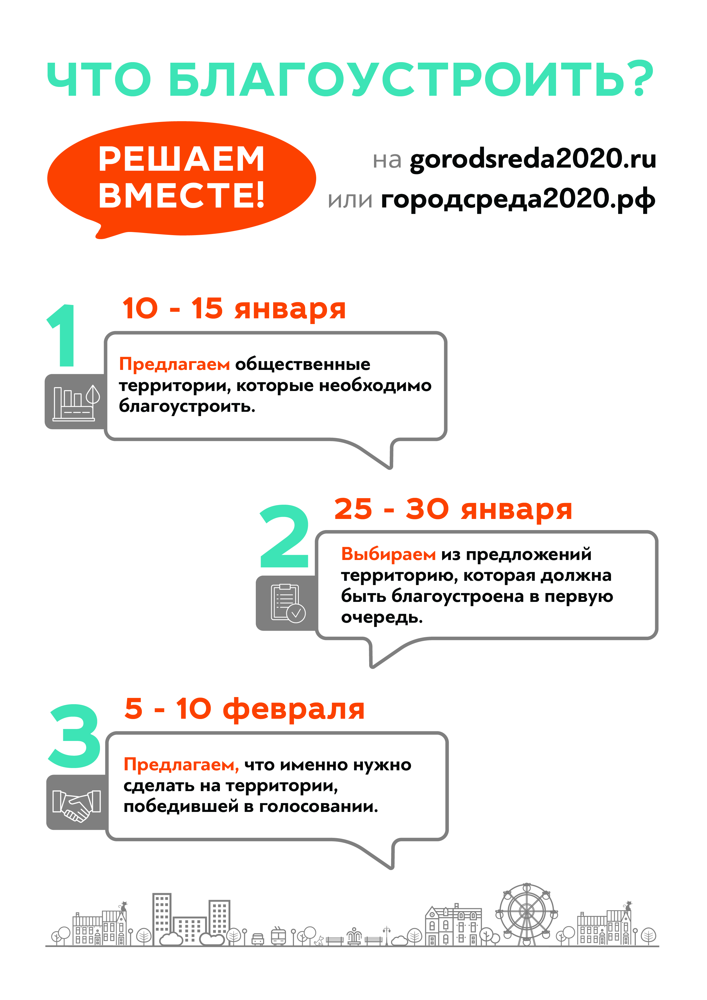 ЧТО БЛАГОУСТРОИТЬ?
РЕШАЕМ
ВМЕСТЕ!
на gorodsreda2020.ru
или городсреда2020.рф
1
10 - 15 января
Предлагаем общественные
территории, которые необходимо
благоустроить.
2
25 - 30 января
Выбираем из предложений
территорию, которая должна
быть благоустроена в первую
очередь.
3
5 - 10 февраля
Предлагаем, что именно нужно
сделать на территории,
победившей в голосовании.